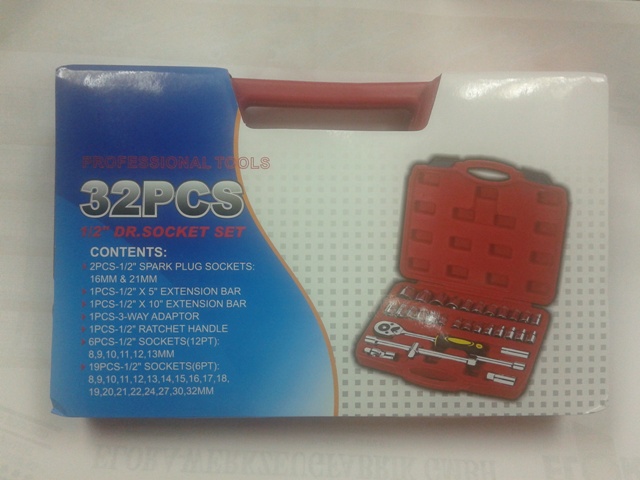 PROFESSIONAL TOOLS
32PCS
1/2" DR.SOCKET SET
CONTENTS:
2PCS-1/2" SPARK PLUG SOCKETS:
16MM & 21MM
1PCS-1/2" X 5" EXTENSION BAR
1PCS-1/2" X 10" EXTENSION BAR
1PCS-3-WAY ADAPTOR
1PCS-1/2" RATCHET HANDLE
6PCS-1/2" SOCKETS(12PT):
8,9,10,11,12,13MM
19PCS-1/2" SOCKETS(6PT):
8,9,10,11,12,13,14,15,16,17,18,
19,20,21,22,24,27,30,32MM